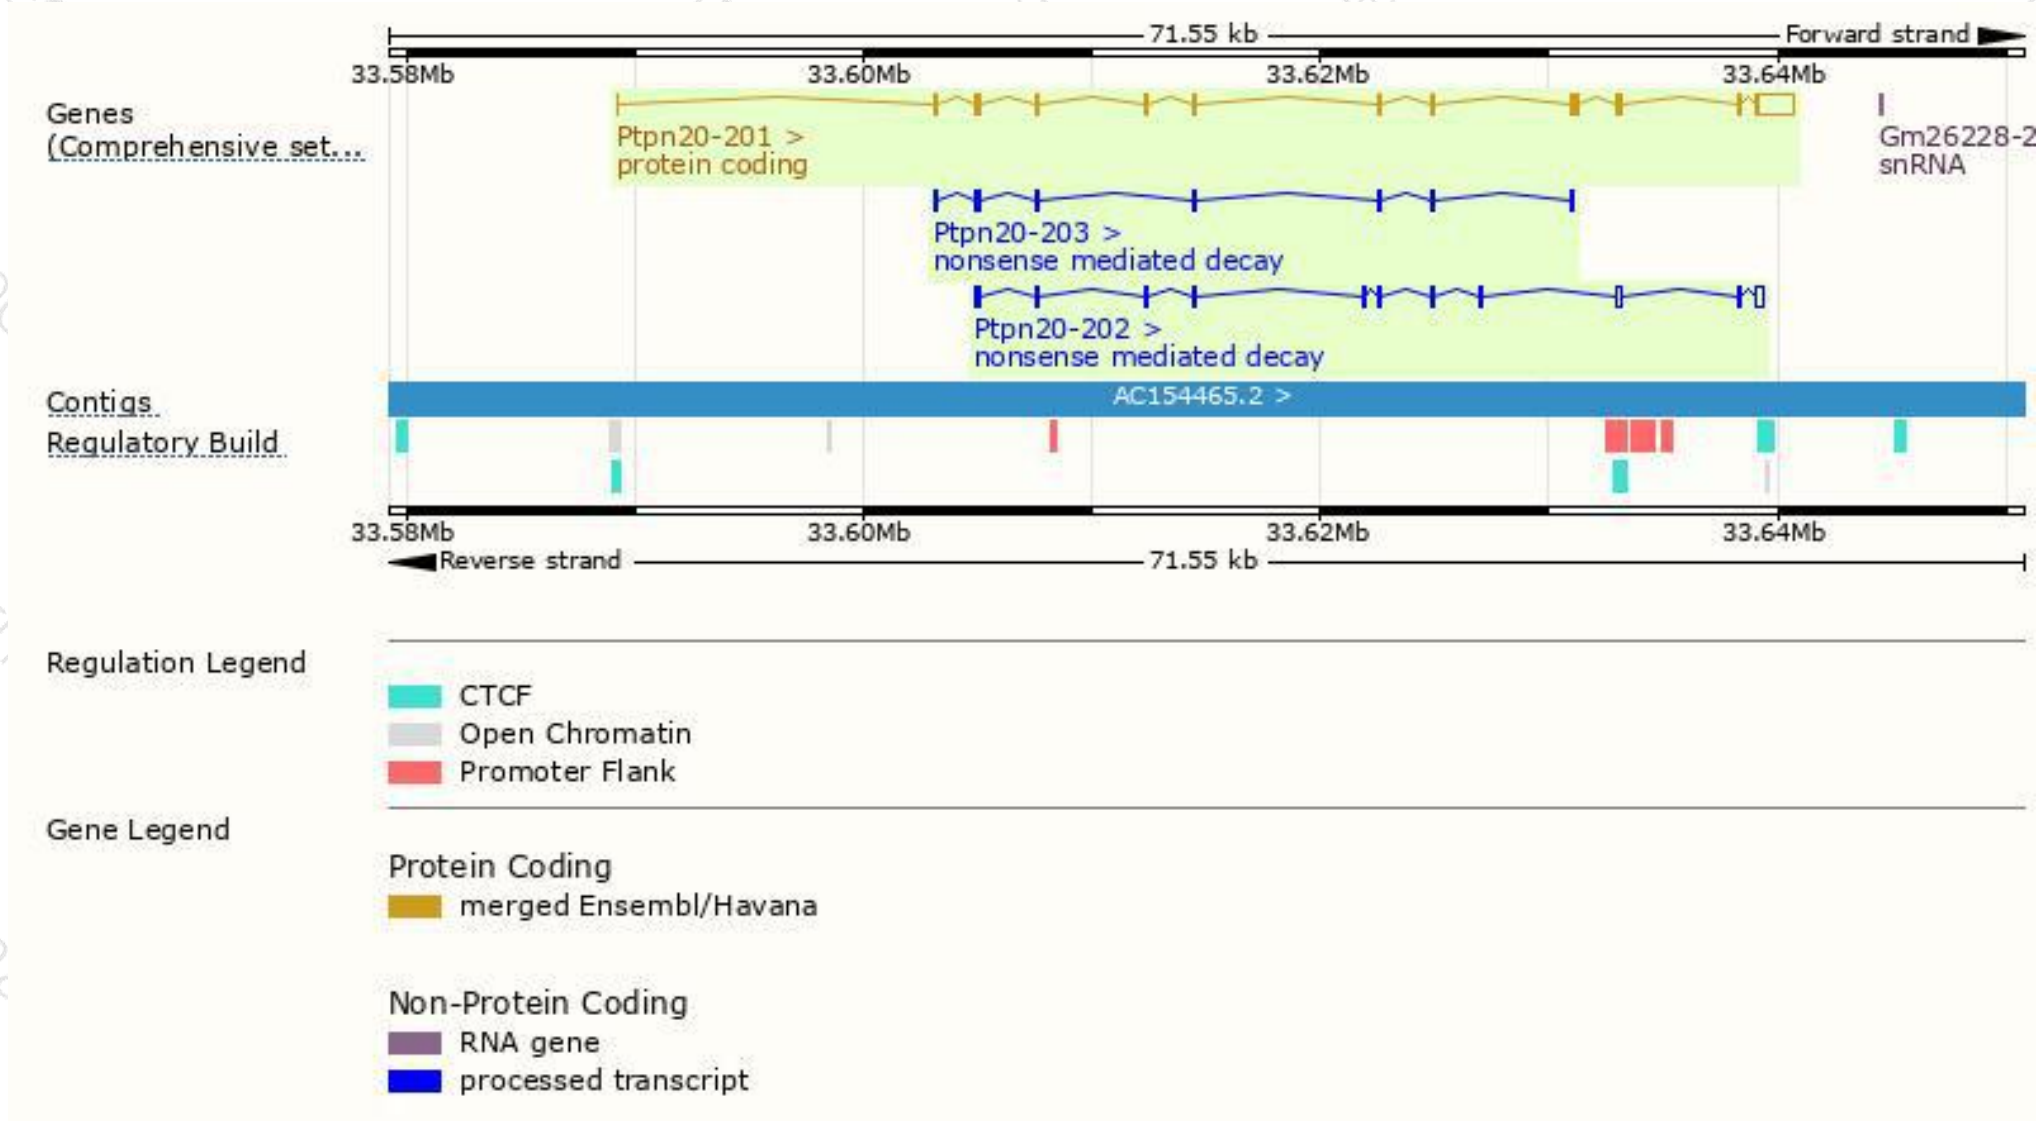 71.55 kb Forward strand
33.58Mb 33.60Mb 33.62Mb 33.64Mb
Genes
(Comprehensive set...
Ptpn20-201 >
protein coding
Gm26228-2
snRNA
Ptpn20-203 >
nonsense mediated decay
Ptpn20-202 >
nonsense mediated decay
Contigs AC154465.2 >
Regulatory Build
33.58Mb 33.60Mb 33.62Mb 33.64Mb
Reverse strand 71.55 kb
Regulation Legend
CTCF
Open Chromatin
Promoter Flank
Gene Legend
Protein Coding
merged Ensembl/Havana
Non-Protein Coding
RNA gene
processed transcript